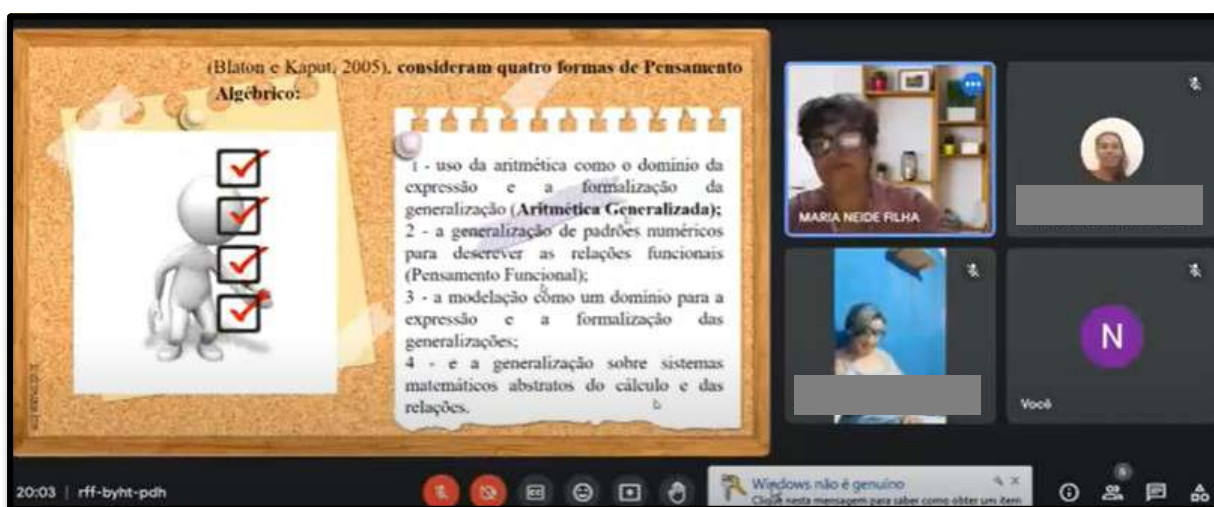 (Blaton e Kaput, 2005), consideram quatro formas de Pensamento
Algébrico:
1 - uso da aritmética como o domínio da
expressão e a formalização da
generalização (Aritmética Generalizada);
2 - a generalização de padrões numéricos
para descrever as relações funcionais
(Pensamento Funcional);
3 - a modelação como um domínio para a
expressão e a formalização das
generalizações;
4 - e a generalização sobre sistemas
matemáticos abstratos do cálculo e das
relações.
MARIA NEIDE FILHA
N
Você
20:03 | rff-byht-pdh
CC
Windows não é genuíno
Clique nesta mensagem para saber como obter um item
6